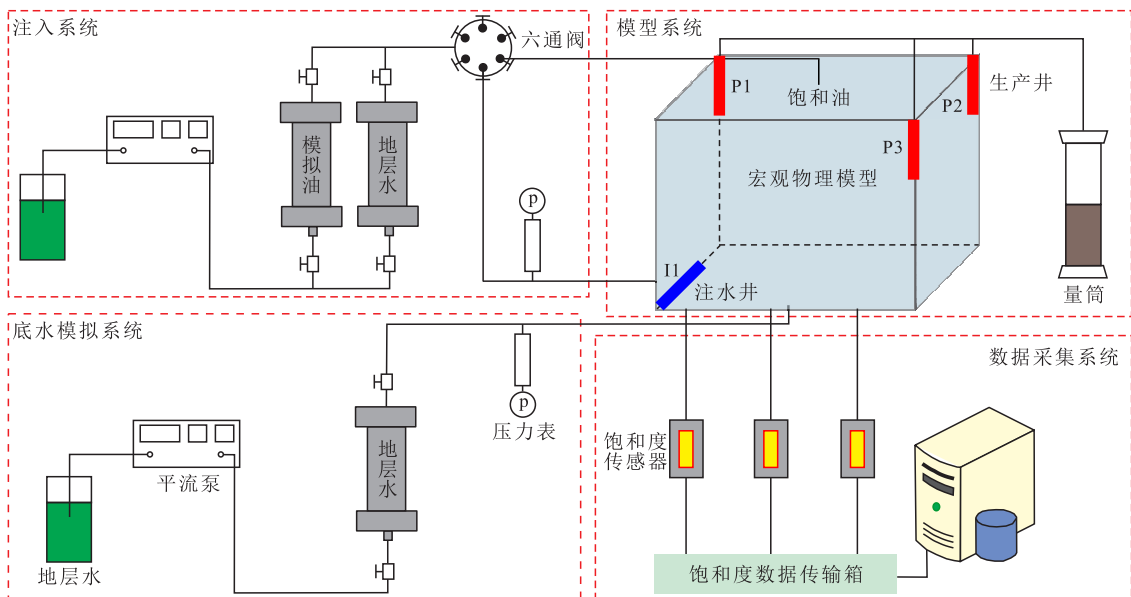 注入系统
六通阀
模拟油
地层水
p
模型系统
P1
饱和油
P2
生产井
P3
宏观物理模型
I1
注水井
量筒
底水模拟系统
p
压力表
地层水
平流泵
地层水
数据采集系统
饱和度
传感器
饱和度数据传输箱